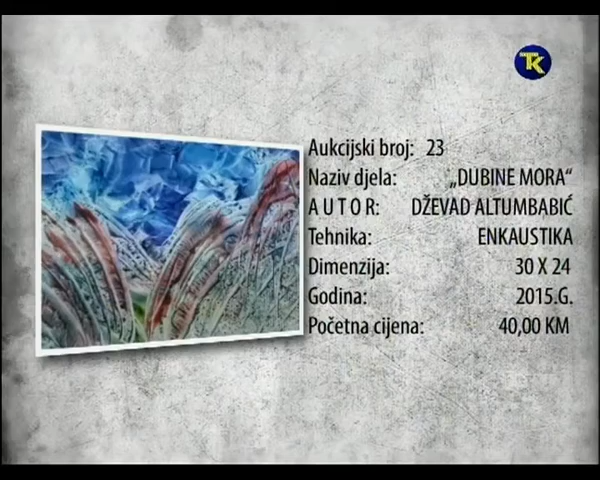 TK
Aukcijski broj: 23
Naziv djela: „DUBINE MORA“
A U T O R: DŽEVAD ALTUMBABIĆ
Tehnika: ENKAUSTIKA
Dimenzija: 30 X 24
Godina: 2015.G.
Početna cijena: 40,00 KM